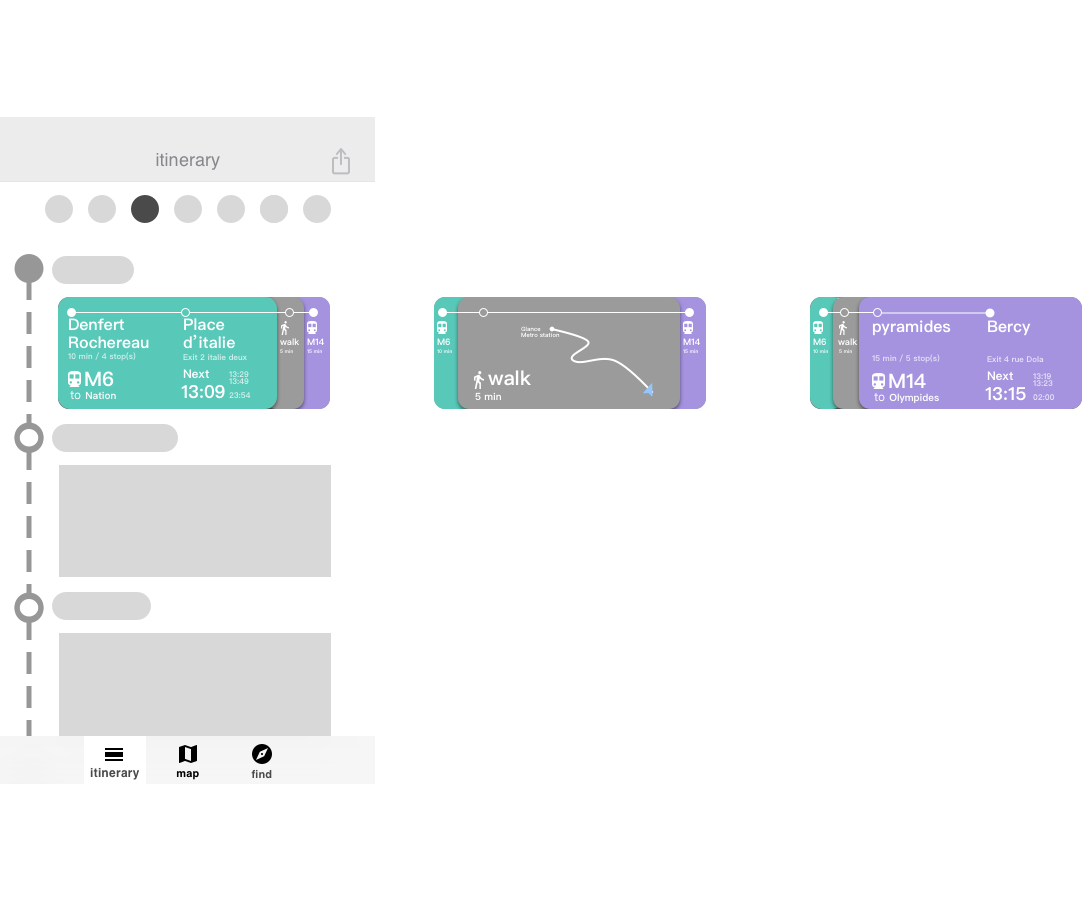 itinerary
Denfert
Rochereau
10 min / 4 stop(s)
M6
to Nation
Place
d'italie
Exit 2 italie deux
Next
13:09
13:29
13:49
23:54
walk
5 min
M14
15 min
M6
10 min
Glance
Metro station
walk
5 min
M14
15 min
M6
10 min
walk
5 min
pyramides
15 min / 5 stop(s)
M14
to Olympides
Bercy
Exit 4 rue Dola
Next
13:15
13:19
13:23
02:00
itinerary
map
find